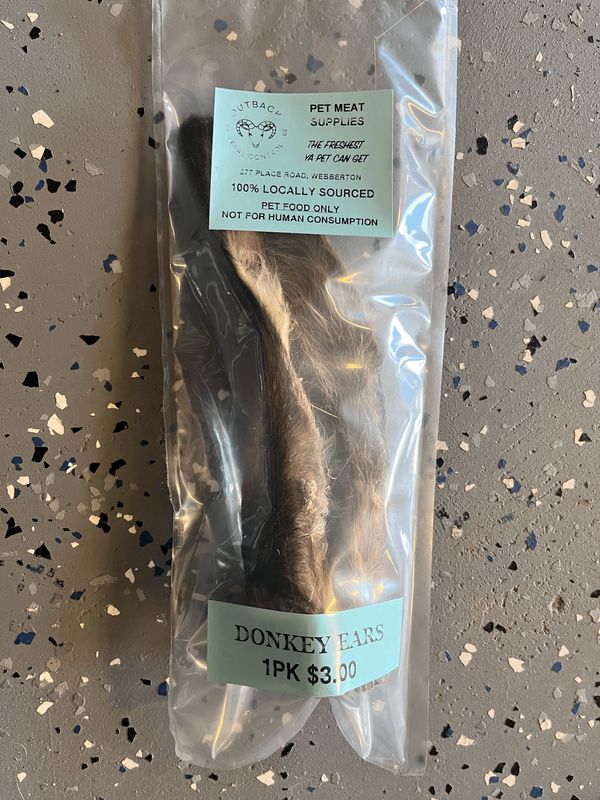 OUTBACK
PET MEAT
SUPPLIES
THE FRESHEST
YA PET CAN GET
277 PLACE ROAD, WEBBERTON
100% LOCALLY SOURCED
PET FOOD ONLY
NOT FOR HUMAN CONSUMPTION
DONKEY EARS
1PK $3.00